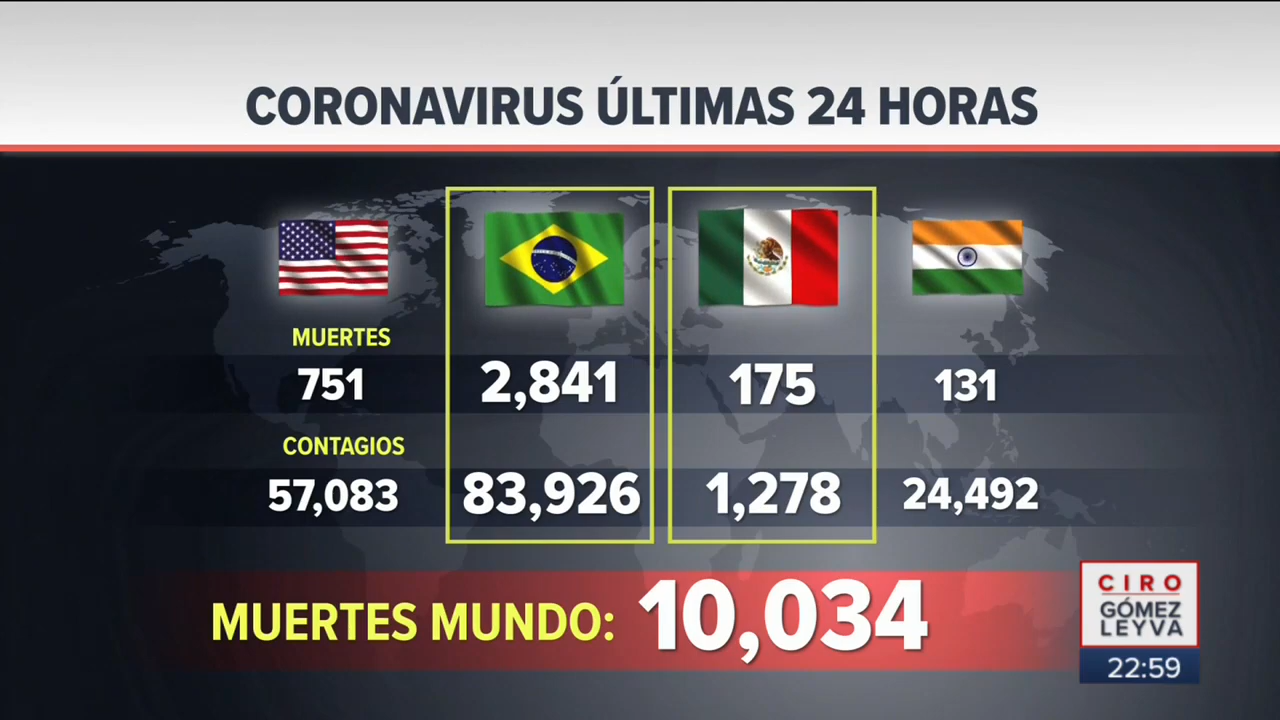 CORONAVIRUS ÚLTIMAS 24 HORAS
MUERTES
751 2,841 175 131
CONTAGIOS
57,083 83,926 1,278 24,492
MUERTES MUNDO: 10,034
CIRO
GÓMEZ
LEYVA
22:59